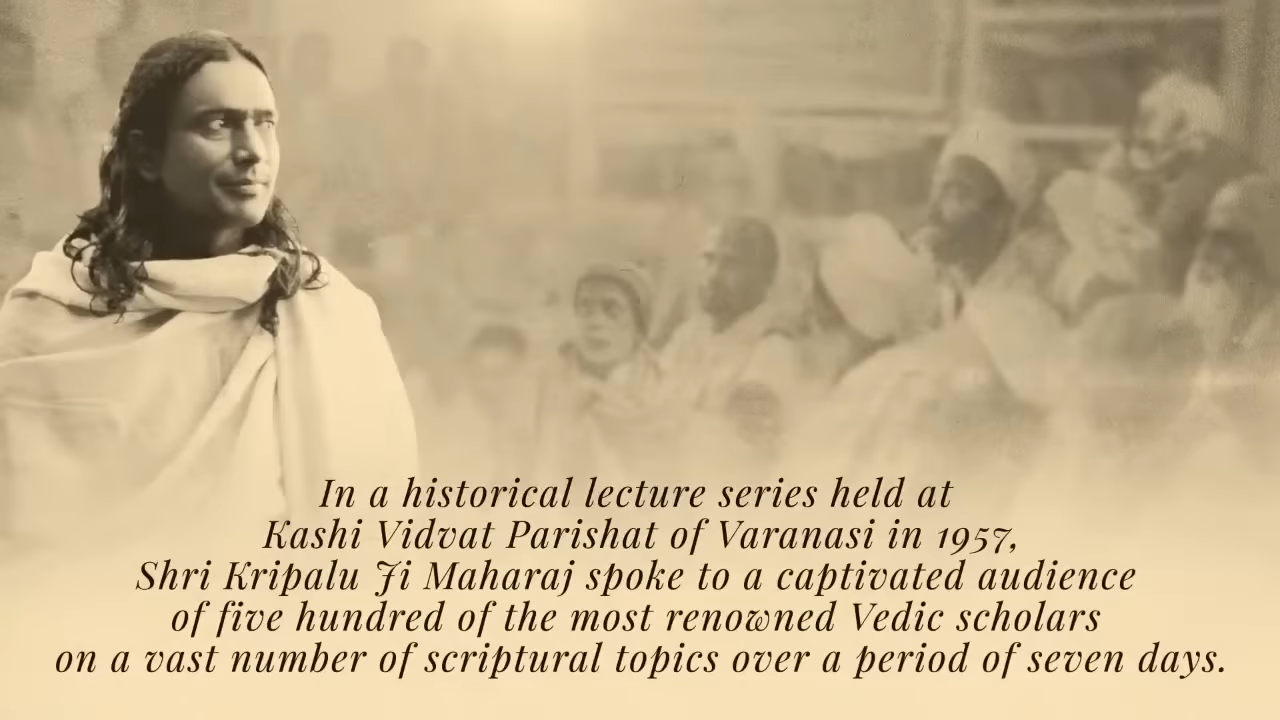 In a historical lecture series held at
Kashi Vidvat Parishat of Varanasi in 1957,
Shri Kripalu Ji Maharaj spoke to a captivated audience
of five hundred of the most renowned Vedic scholars
on a vast number of scriptural topics over a period of seven days.